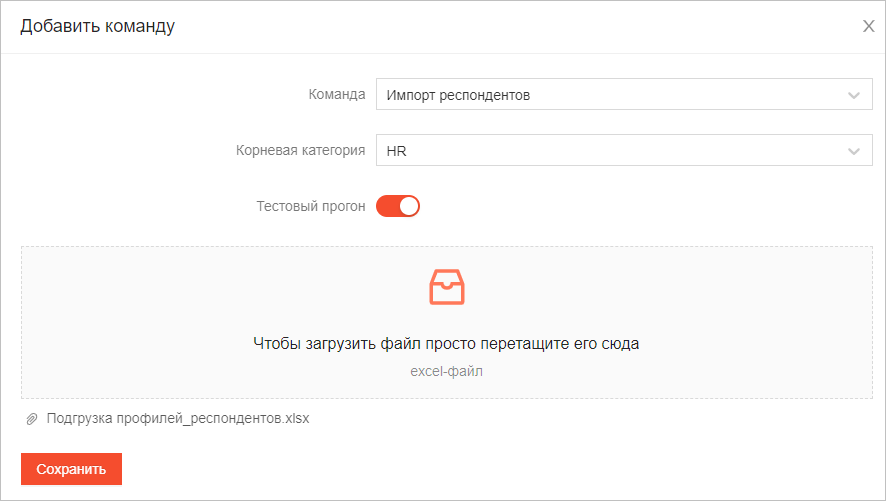 Добавить команду
Команда Импорт респондентов
Корневая категория HR
Тестовый прогон
Чтобы загрузить файл просто перетащите его сюда
excel-файл
Подгрузка профилей_респондентов.xlsx
Сохранить